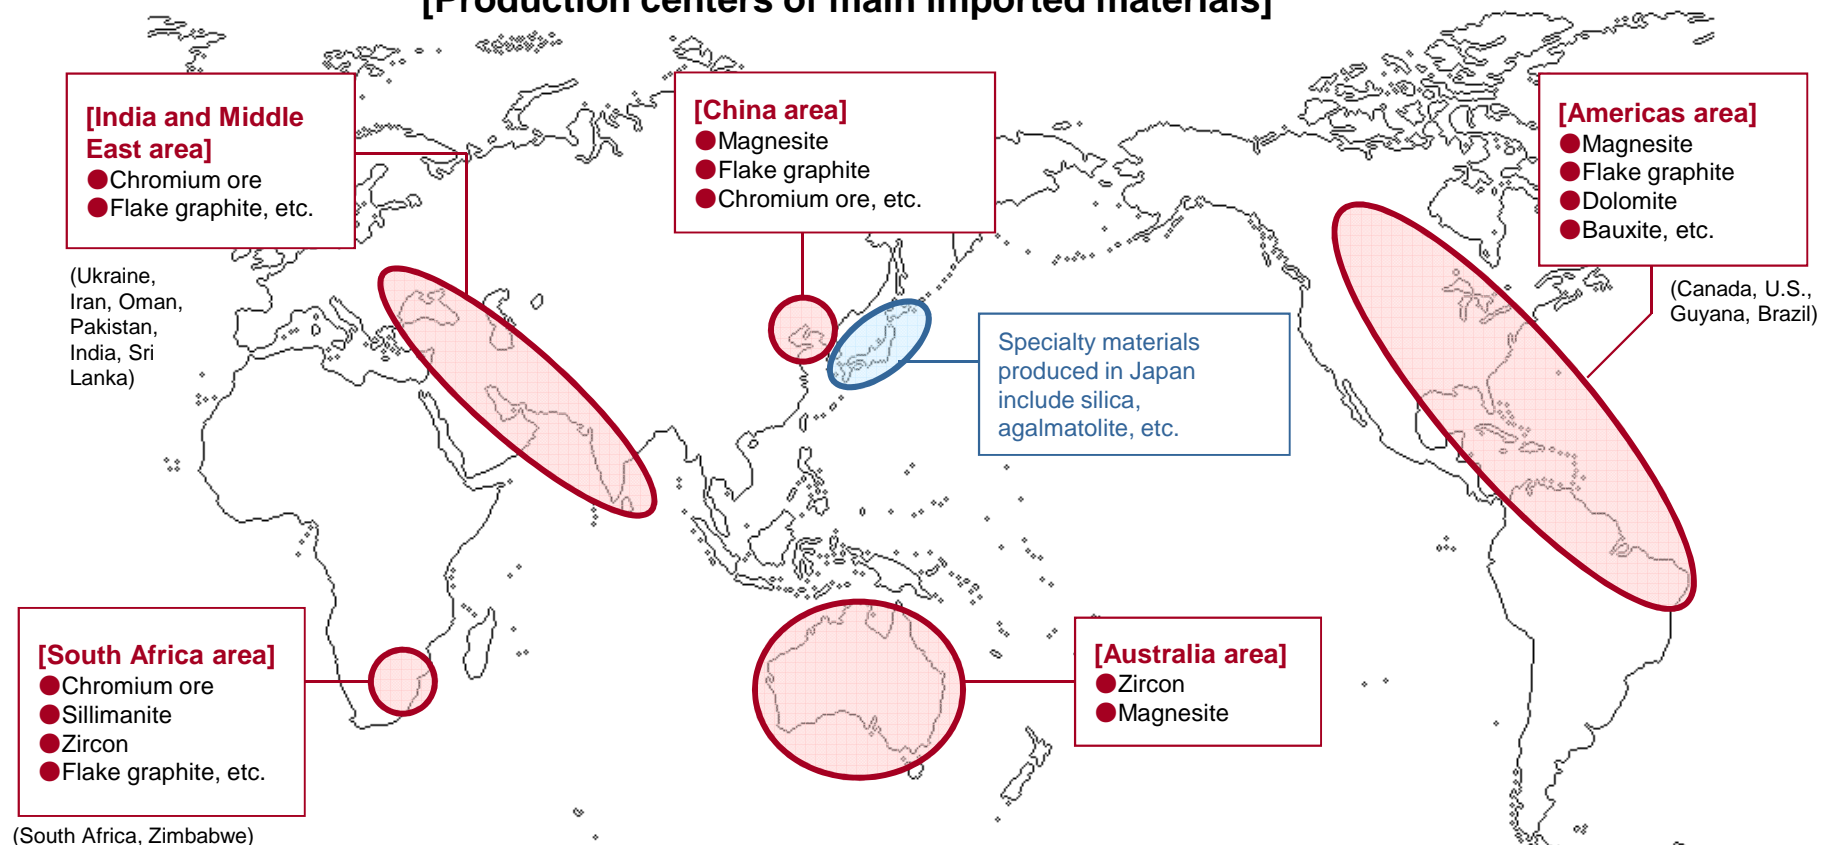 [Production centers of main imported materials]
[India and Middle
East area]
●Chromium ore
●Flake graphite, etc.
(Ukraine,
Iran, Oman,
Pakistan,
India, Sri
Lanka)
[China area]
●Magnesite
●Flake graphite
●Chromium ore, etc.
[Americas area]
●Magnesite
●Flake graphite
●Dolomite
●Bauxite, etc.
(Canada, U.S.,
Guyana, Brazil)
Specialty materials
produced in Japan
include silica,
agalmatolite, etc.
[South Africa area]
●Chromium ore
●Sillimanite
●Zircon
●Flake graphite, etc.
(South Africa, Zimbabwe)
[Australia area]
●Zircon
●Magnesite